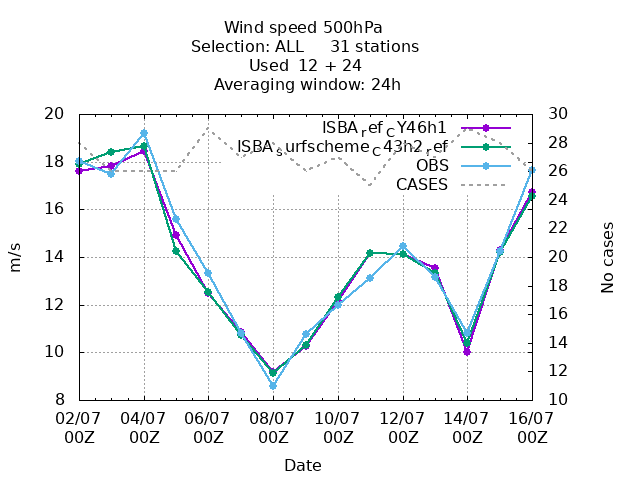 Wind speed 500hPa
Selection: ALL 31 stations
Used 12 + 24
Averaging window: 24h
20 30
18 28
16 26
14 24
12 22
10 20
8 18
16
14
12
10
m/s
No cases
ISBA_ref_CY46h1
ISBA_surfscheme_C43h2_ref
OBS
CASES
02/07 04/07 06/07 08/07 10/07 12/07 14/07 16/07
00Z 00Z 00Z 00Z 00Z 00Z 00Z 00Z
Date